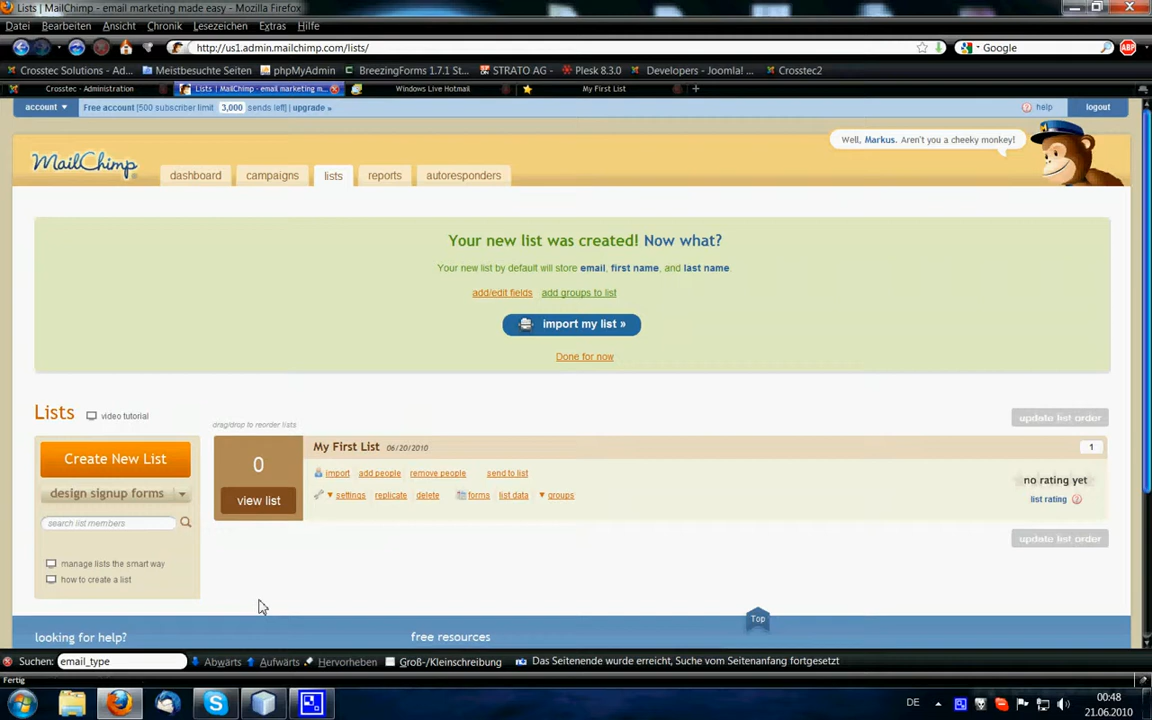 Lists | MailChimp - email marketing made easy - Mozilla Firefox
Datei Bearbeiten Ansicht Chronik Lesezeichen Extras Hilfe
http://us1.admin.mailchimp.com/lists/
Google
ABP
Crosstec Solutions - Ad... Meistbesuchte Seiten phpMyAdmin BreezingForms 1.7.1 St... STRATO AG - Plesk 8.3.0 Developers - Joomla! ... Crosstec2
Crosstec - Administration Lists | MailChimp - email marketing m... Windows Live Hotmail My First List
account Free account [500 subscriber limit 3,000 sends left] upgrade » help logout
Well, Markus. Aren't you a cheeky monkey!
MailChimp
dashboard campaigns lists reports autoresponders
Your new list was created! Now what?
Your new list by default will store email, first name, and last name.
add/edit fields add groups to list
import my list »
Done for now
Lists video tutorial
drag/drop to reorder lists
update list order
Create New List
My First List 06/20/2010
1
0
import add people remove people send to list
no rating yet
design signup forms
view list
settings replicate delete forms list data groups
list rating
search list members
update list order
manage lists the smart way
how to create a list
Top
looking for help? free resources
Suchen: email_type Abwärts Aufwärts Hervorheben Groß-/Kleinschreibung Das Seitenende wurde erreicht, Suche vom Seitenanfang fortgesetzt
Fertig
DE
00:48
21.06.2010